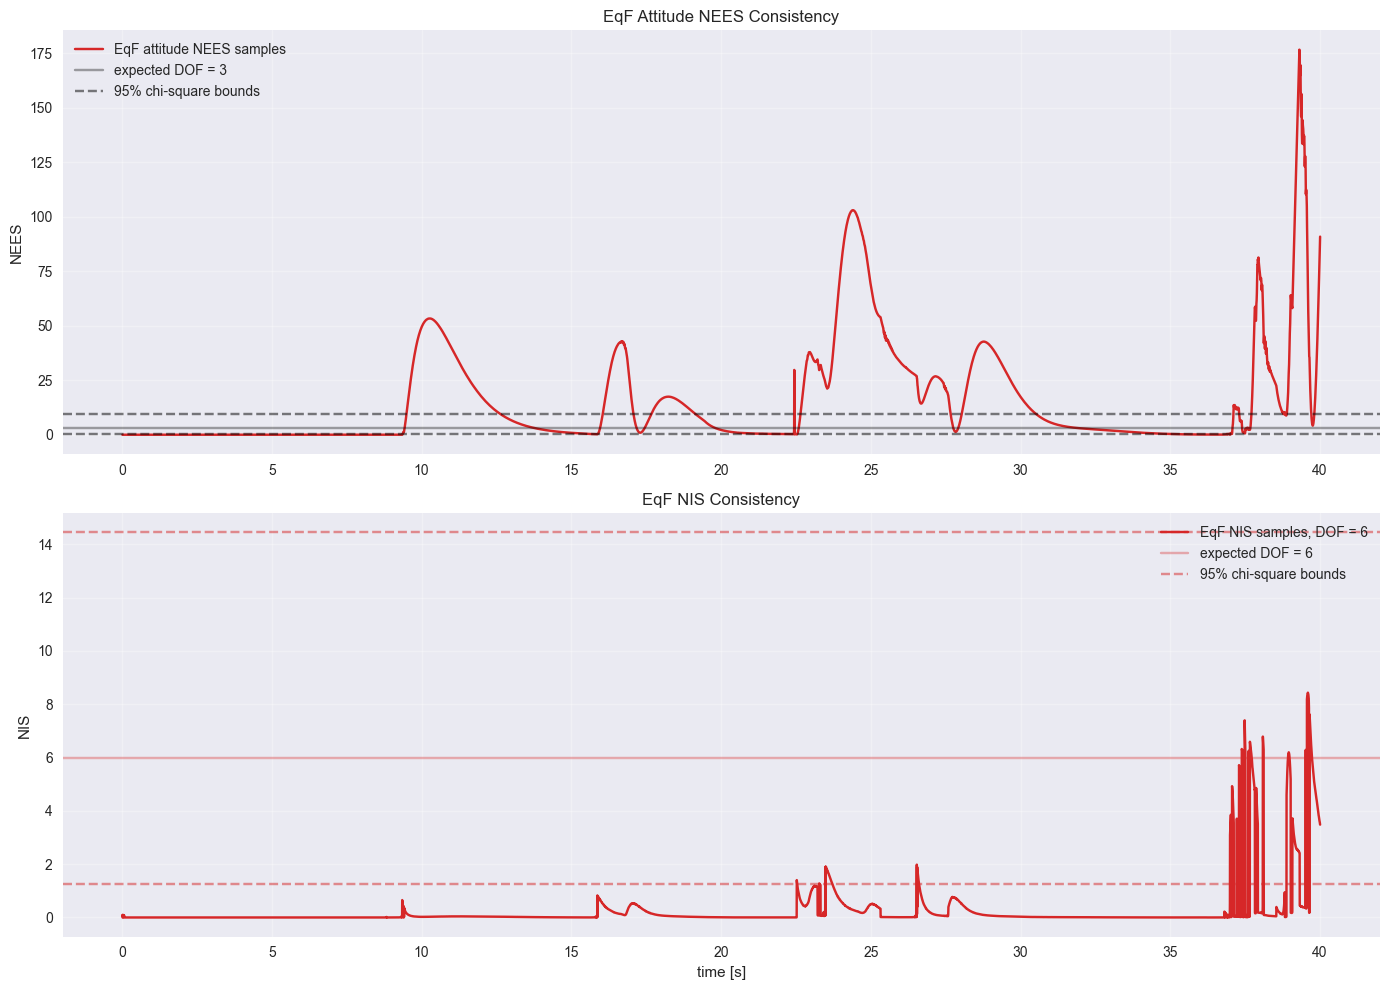 EqF Attitude NEES Consistency
EqF attitude NEES samples
expected DOF = 3
95% chi-square bounds
NEES
175
150
125
100
75
50
25
0
0 5 10 15 20 25 30 35 40
EqF NIS Consistency
EqF NIS samples, DOF = 6
expected DOF = 6
95% chi-square bounds
NIS
14
12
10
8
6
4
2
0
0 5 10 15 20 25 30 35 40
time [s]